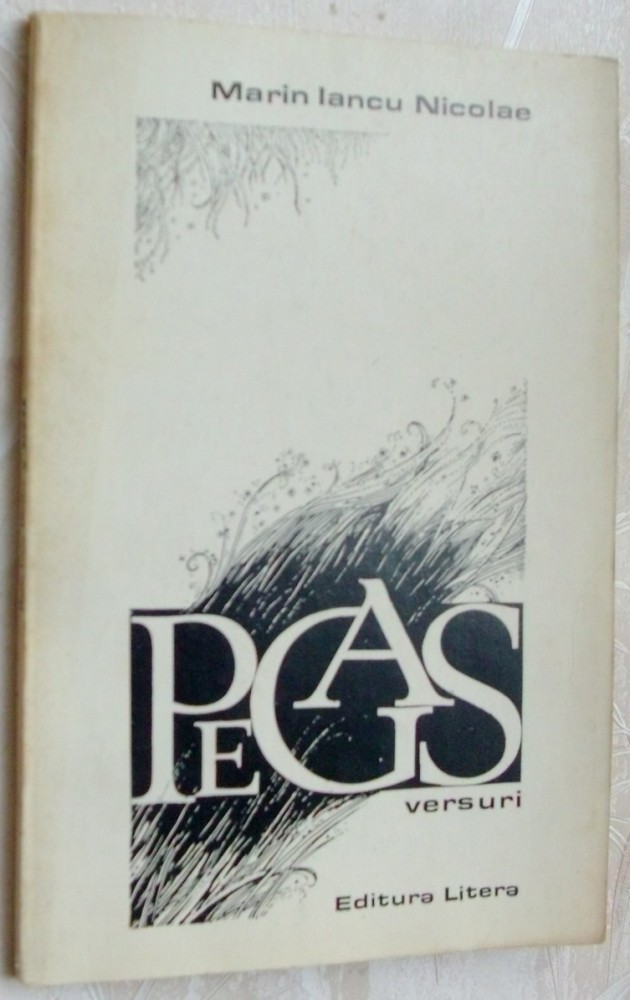 Marin Iancu Nicolae
PEGAS
versuri
Editura Litera